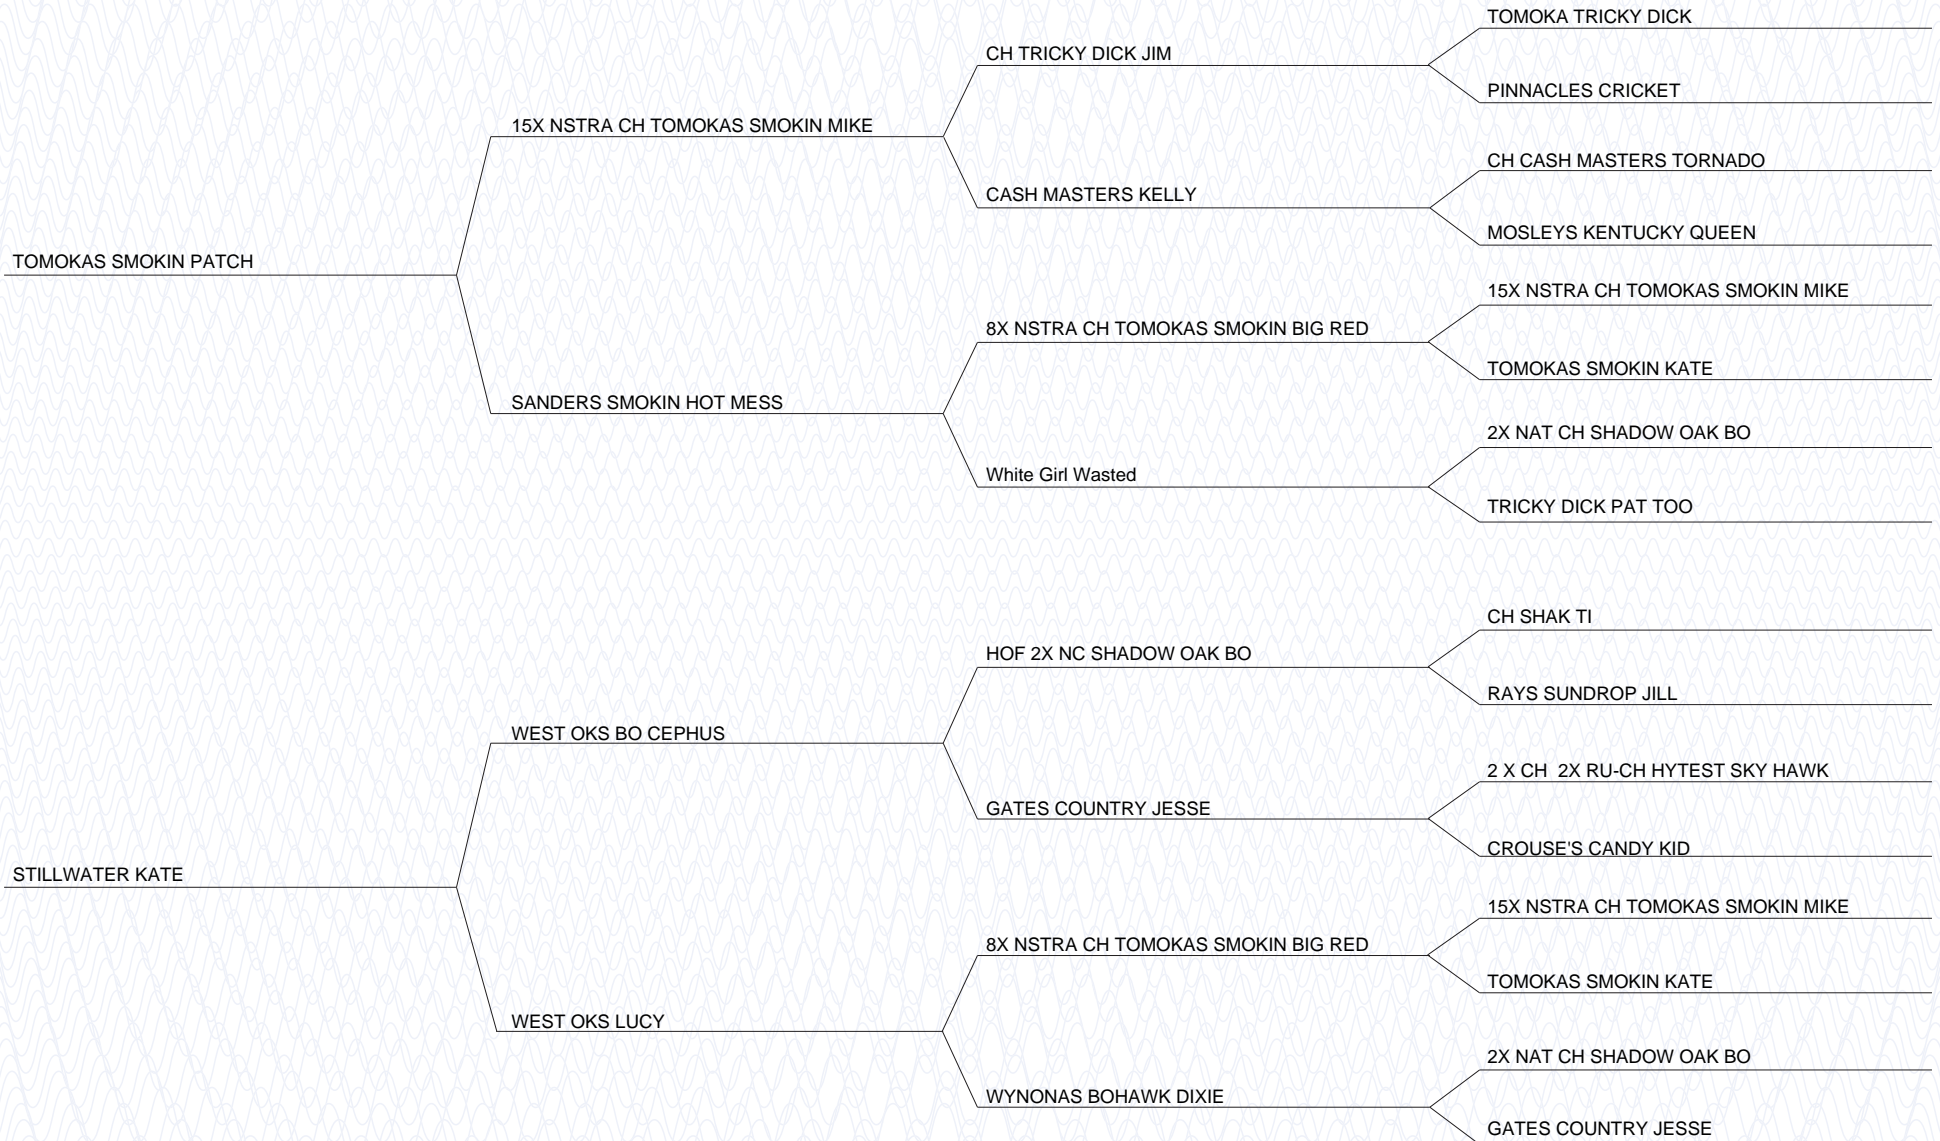 TOMOKA TRICKY DICK
CH TRICKY DICK JIM
PINNACLES CRICKET
15X NSTRA CH TOMOKAS SMOKIN MIKE
CH CASH MASTERS TORNADO
CASH MASTERS KELLY
MOSLEYS KENTUCKY QUEEN
TOMOKAS SMOKIN PATCH
15X NSTRA CH TOMOKAS SMOKIN MIKE
8X NSTRA CH TOMOKAS SMOKIN BIG RED
TOMOKAS SMOKIN KATE
SANDERS SMOKIN HOT MESS
2X NAT CH SHADOW OAK BO
White Girl Wasted
TRICKY DICK PAT TOO
CH SHAK TI
HOF 2X NC SHADOW OAK BO
RAYS SUNDROP JILL
WEST OKS BO CEPHUS
2 X CH  2X RU-CH HYTEST SKY HAWK
GATES COUNTRY JESSE
CROUSE'S CANDY KID
STILLWATER KATE
15X NSTRA CH TOMOKAS SMOKIN MIKE
8X NSTRA CH TOMOKAS SMOKIN BIG RED
TOMOKAS SMOKIN KATE
WEST OKS LUCY
2X NAT CH SHADOW OAK BO
WYNONAS BOHAWK DIXIE
GATES COUNTRY JESSE